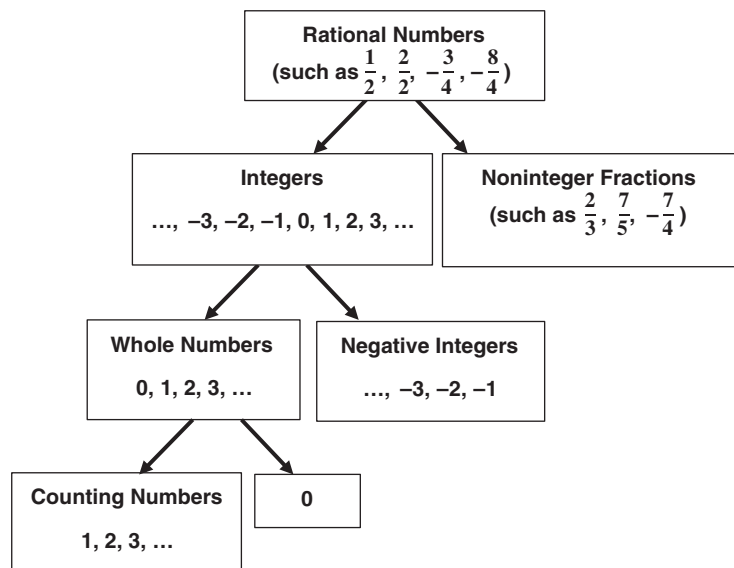 Rational Numbers
(such as 1/2, 2/2, −3/4, −8/4)
Integers
..., −3, −2, −1, 0, 1, 2, 3, ...
Noninteger Fractions
(such as 2/3, 7/5, −7/4)
Whole Numbers
0, 1, 2, 3, ...
Negative Integers
..., −3, −2, −1
Counting Numbers
1, 2, 3, ...
0